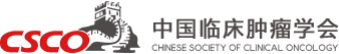 CSCO
中国临床肿瘤学会
CHINESE SOCIETY OF CLINICAL ONCOLOGY